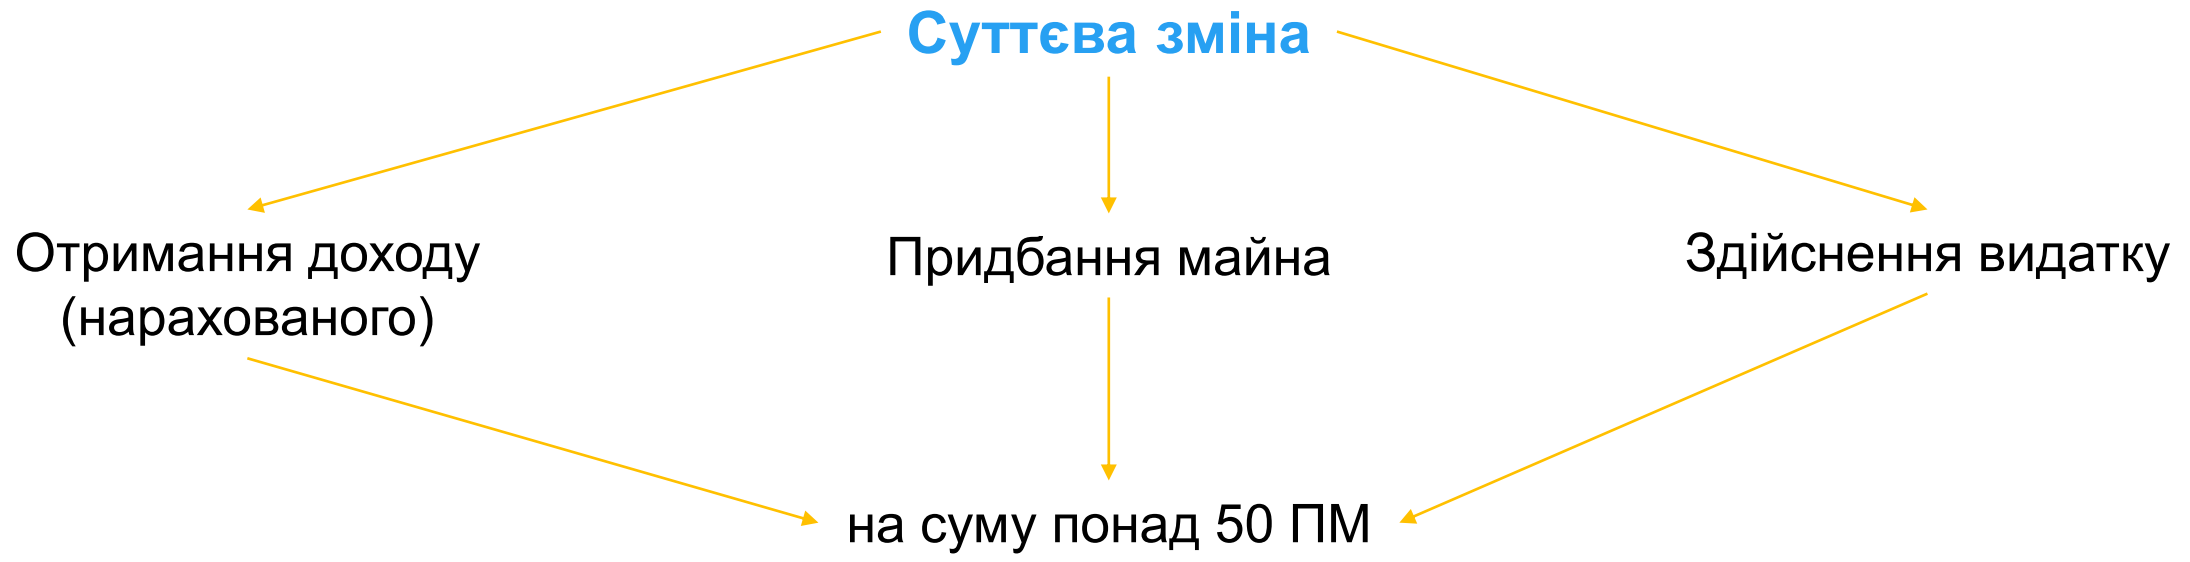 Суттєва зміна
Отримання доходу
(нарахованого)
Придбання майна
Здійснення видатку
на суму понад 50 ПМ